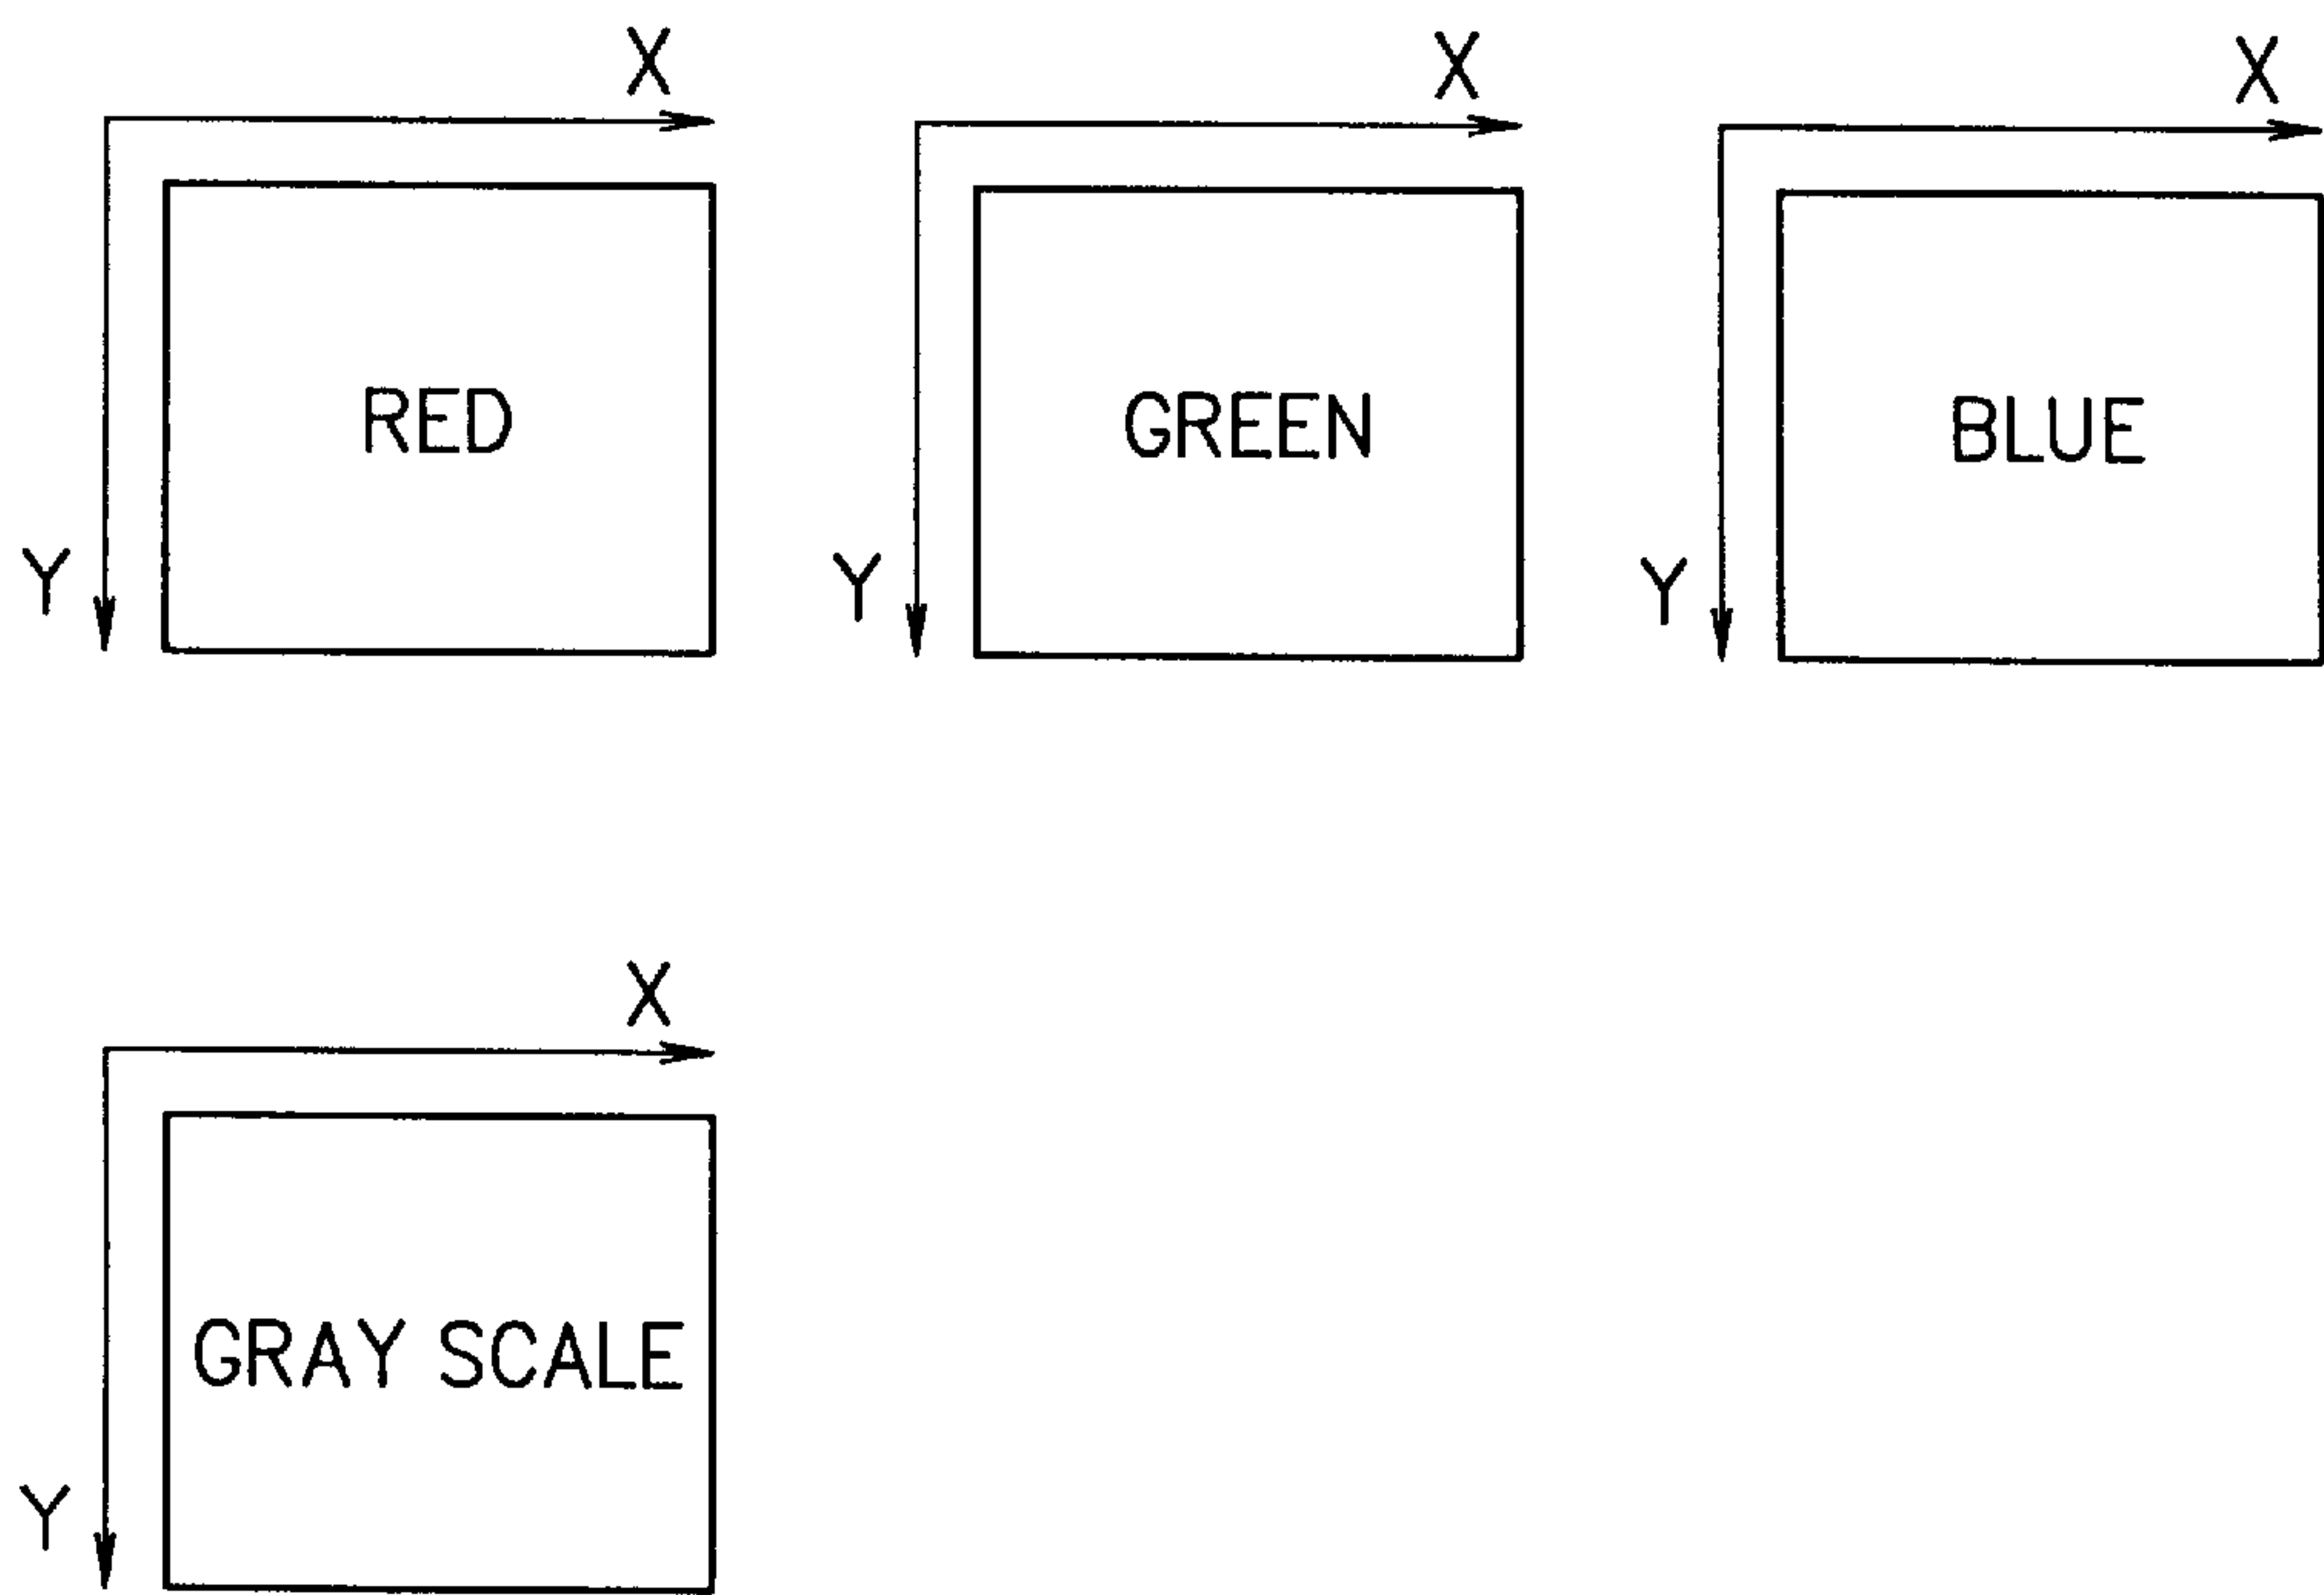 X X X
RED GREEN BLUE
Y Y Y
X
GRAY SCALE
Y